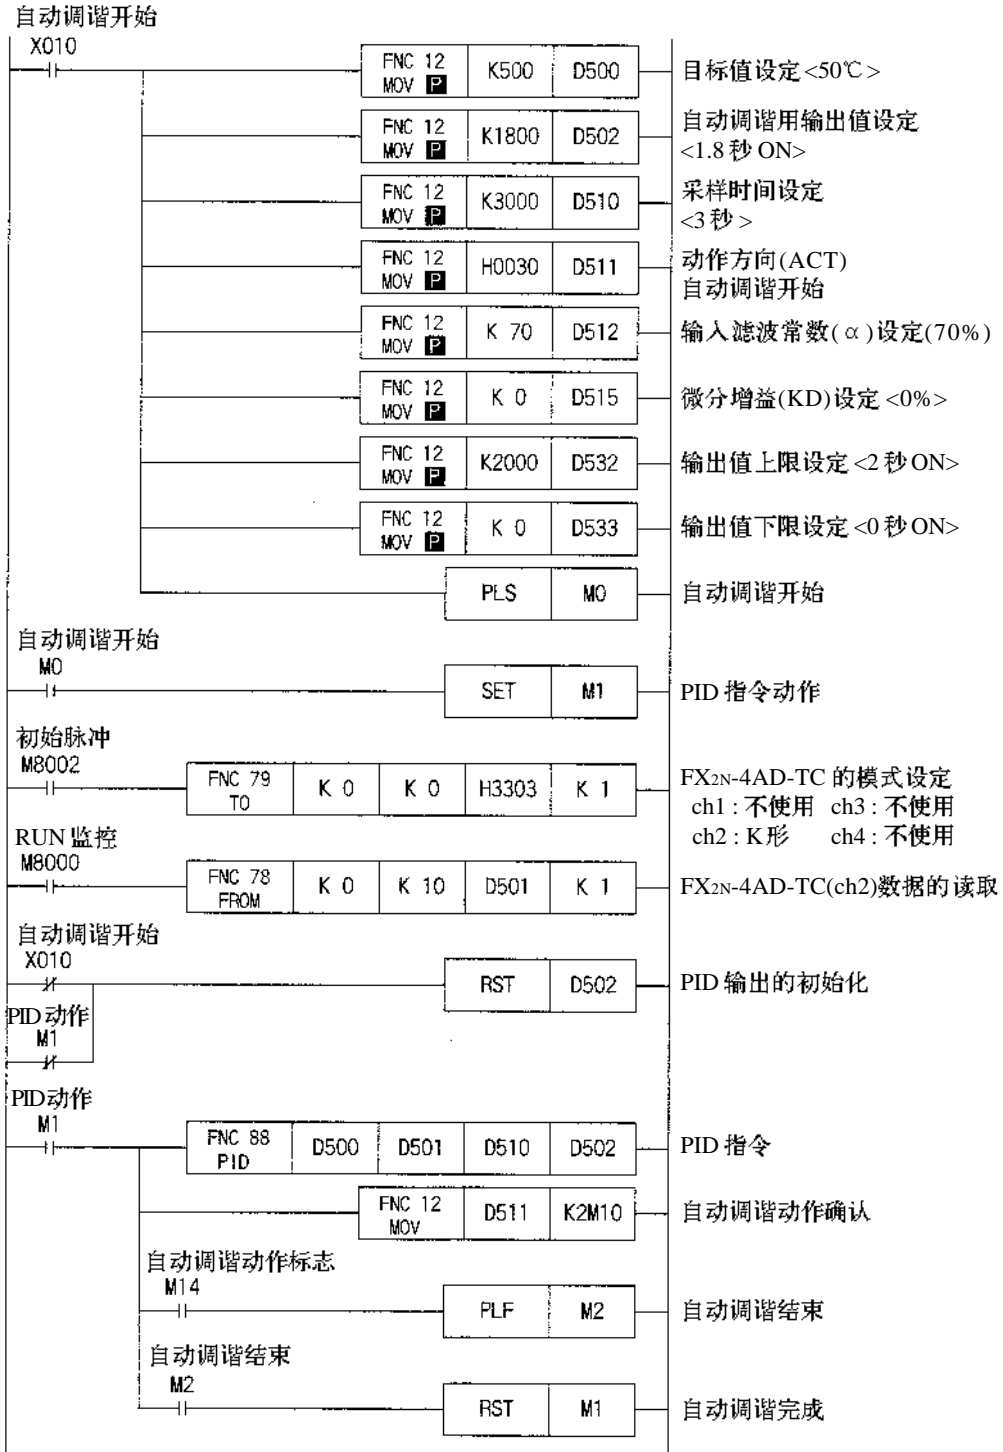 自动调谐开始
X010
FNC 12 MOV P K500 D500 目标值设定<50℃>
FNC 12 MOV P K1800 D502 自动调谐用输出值设定
<1.8秒ON>
FNC 12 MOV P K3000 D510 采样时间设定
<3秒>
FNC 12 MOV P H0030 D511 动作方向(ACT)
自动调谐开始
FNC 12 MOV P K 70 D512 输入滤波常数(α)设定(70%)
FNC 12 MOV P K 0 D515 微分增益(KD)设定<0%>
FNC 12 MOV P K2000 D532 输出值上限设定<2秒ON>
FNC 12 MOV P K 0 D533 输出值下限设定<0秒ON>
PLS M0 自动调谐开始
自动调谐开始
M0
SET M1 PID指令动作
初始脉冲
M8002
FNC 79 TO K 0 K 0 H3303 K 1 FX2N-4AD-TC的模式设定
ch1 : 不使用 ch3 : 不使用
ch2 : K形 ch4 : 不使用
RUN监控
M8000
FNC 78 FROM K 0 K 10 D501 K 1 FX2N-4AD-TC(ch2)数据的读取
自动调谐开始
X010
RST D502 PID输出的初始化
PID动作
M1
PID动作
M1
FNC 88 PID D500 D501 D510 D502 PID指令
FNC 12 MOV D511 K2M10 自动调谐动作确认
自动调谐动作标志
M14
PLF M2 自动调谐结束
自动调谐结束
M2
RST M1 自动调谐完成